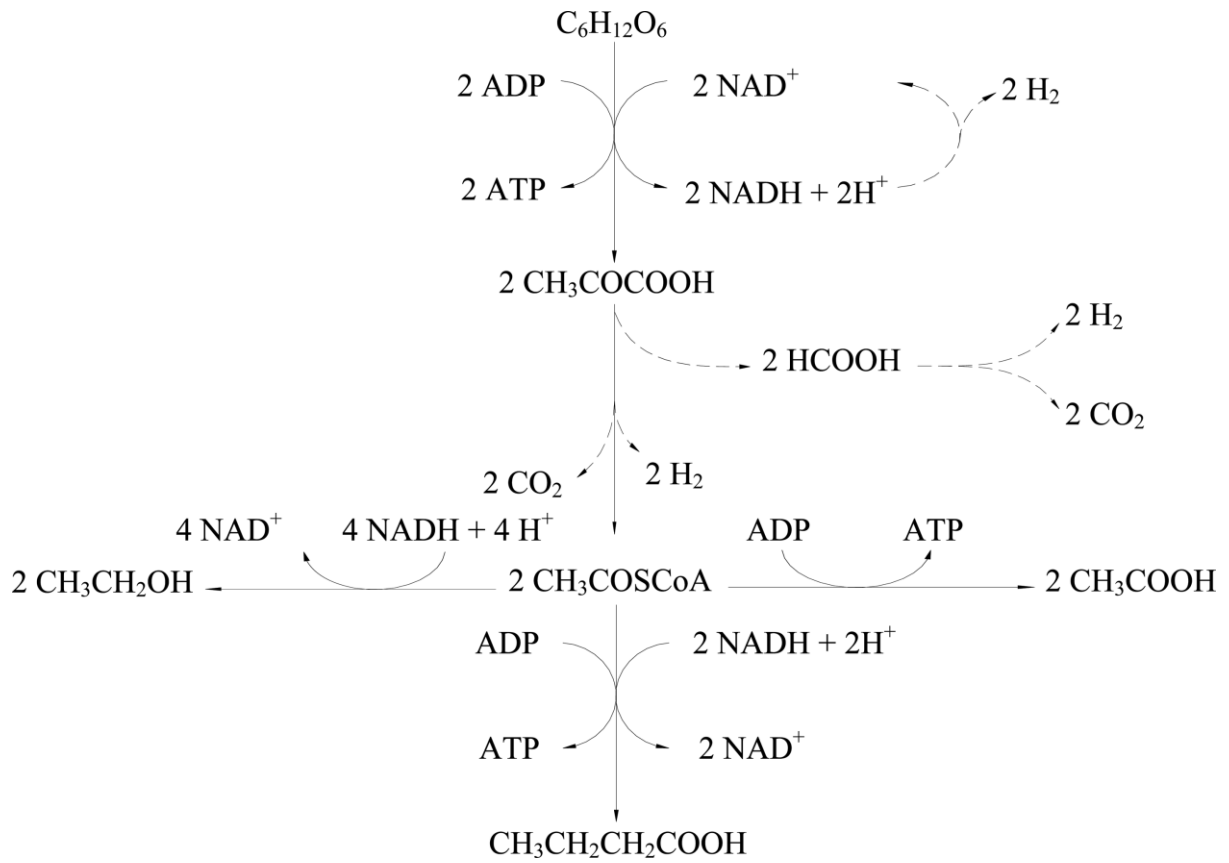 C₆H₁₂O₆
2 ADP 2 NAD⁺ 2 H₂
2 ATP 2 NADH + 2H⁺
2 CH₃COCOOH
2 H₂
2 HCOOH
2 CO₂
2 CO₂ 2 H₂
4 NAD⁺ 4 NADH + 4 H⁺ ADP ATP
2 CH₃CH₂OH 2 CH₃COSCoA 2 CH₃COOH
ADP 2 NADH + 2H⁺
ATP 2 NAD⁺
CH₃CH₂CH₂COOH